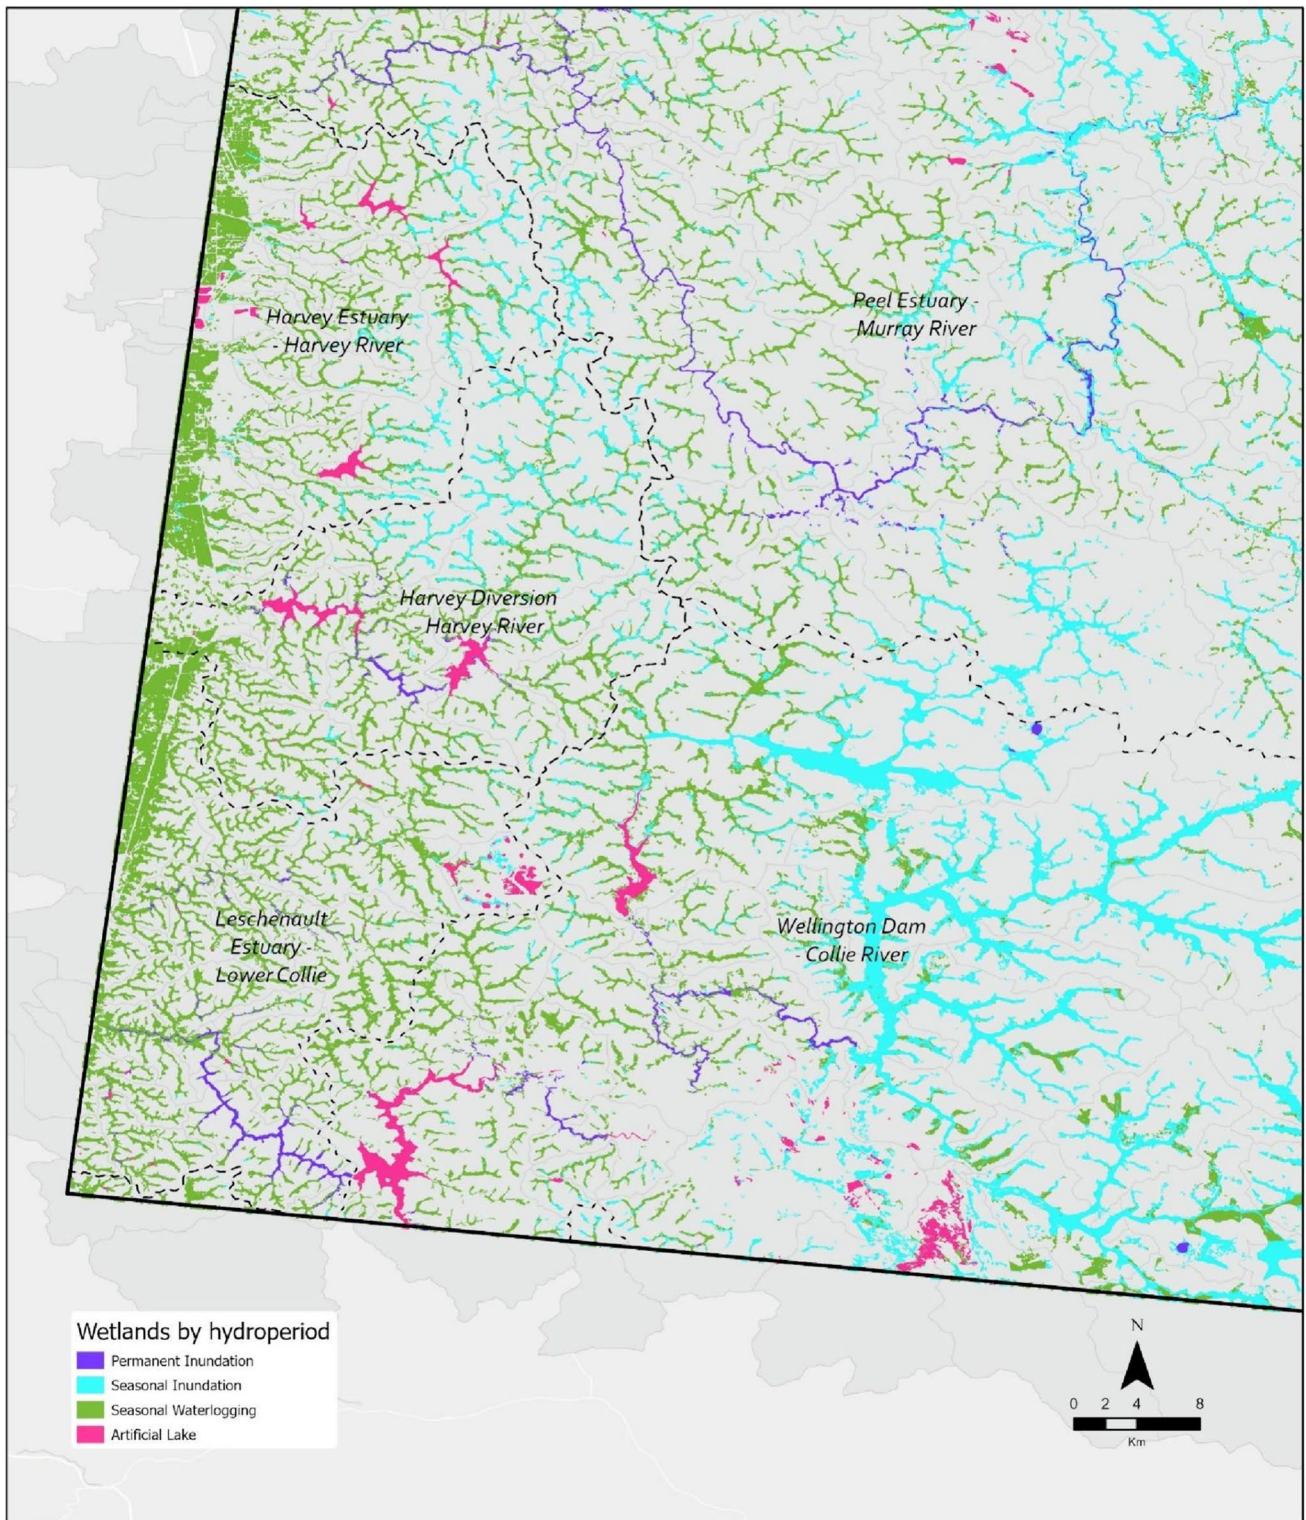 Peel Estuary -
Murray River
Harvey Estuary
- Harvey River
Harvey Diversion
- Harvey River
Leschenault
Estuary -
Lower Collie
Wellington Dam
- Collie River
Wetlands by hydroperiod
Permanent Inundation
Seasonal Inundation
Seasonal Waterlogging
Artificial Lake
N
0 2 4 8
Km